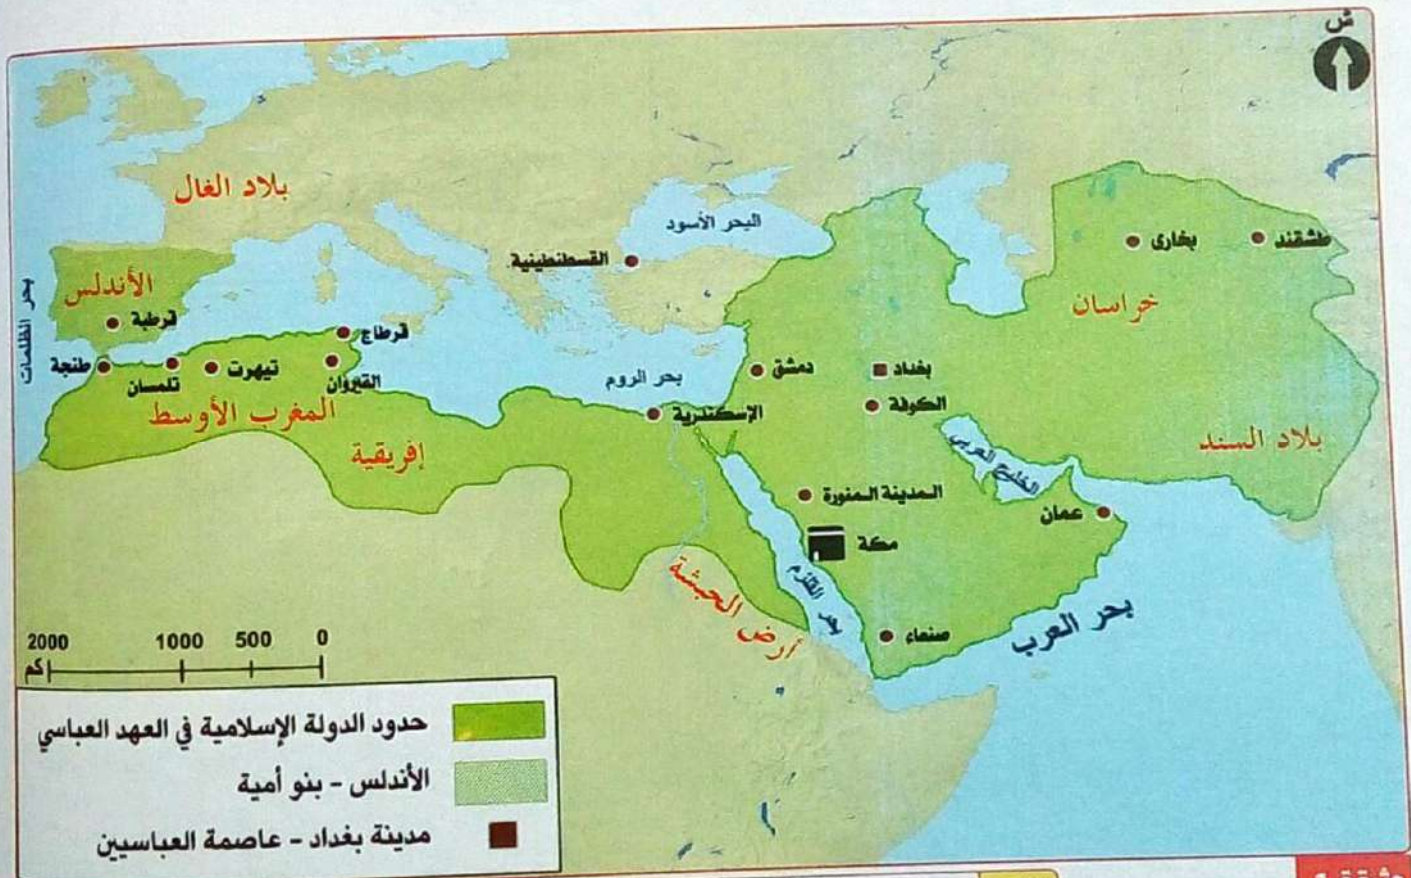 ش
بلاد الغال
البحر الأسود
القسطنطينية
بخارى
طشقند
خراسان
الأندلس
قرطبة
بحر الظلمات
طنجة
تلمسان
تيهرت
القيروان
قرطاج
المغرب الأوسط
إفريقية
بحر الروم
الإسكندرية
دمشق
بغداد
الكوفة
بلاد السند
الخليج العربي
المدينة المنورة
عمان
مكة
أرض الحبشة
بحر القلزم
صنعاء
بحر العرب
2000 1000 500 0
كم
حدود الدولة الإسلامية في العهد العباسي
الأندلس - بنو أمية
مدينة بغداد - عاصمة العباسيين